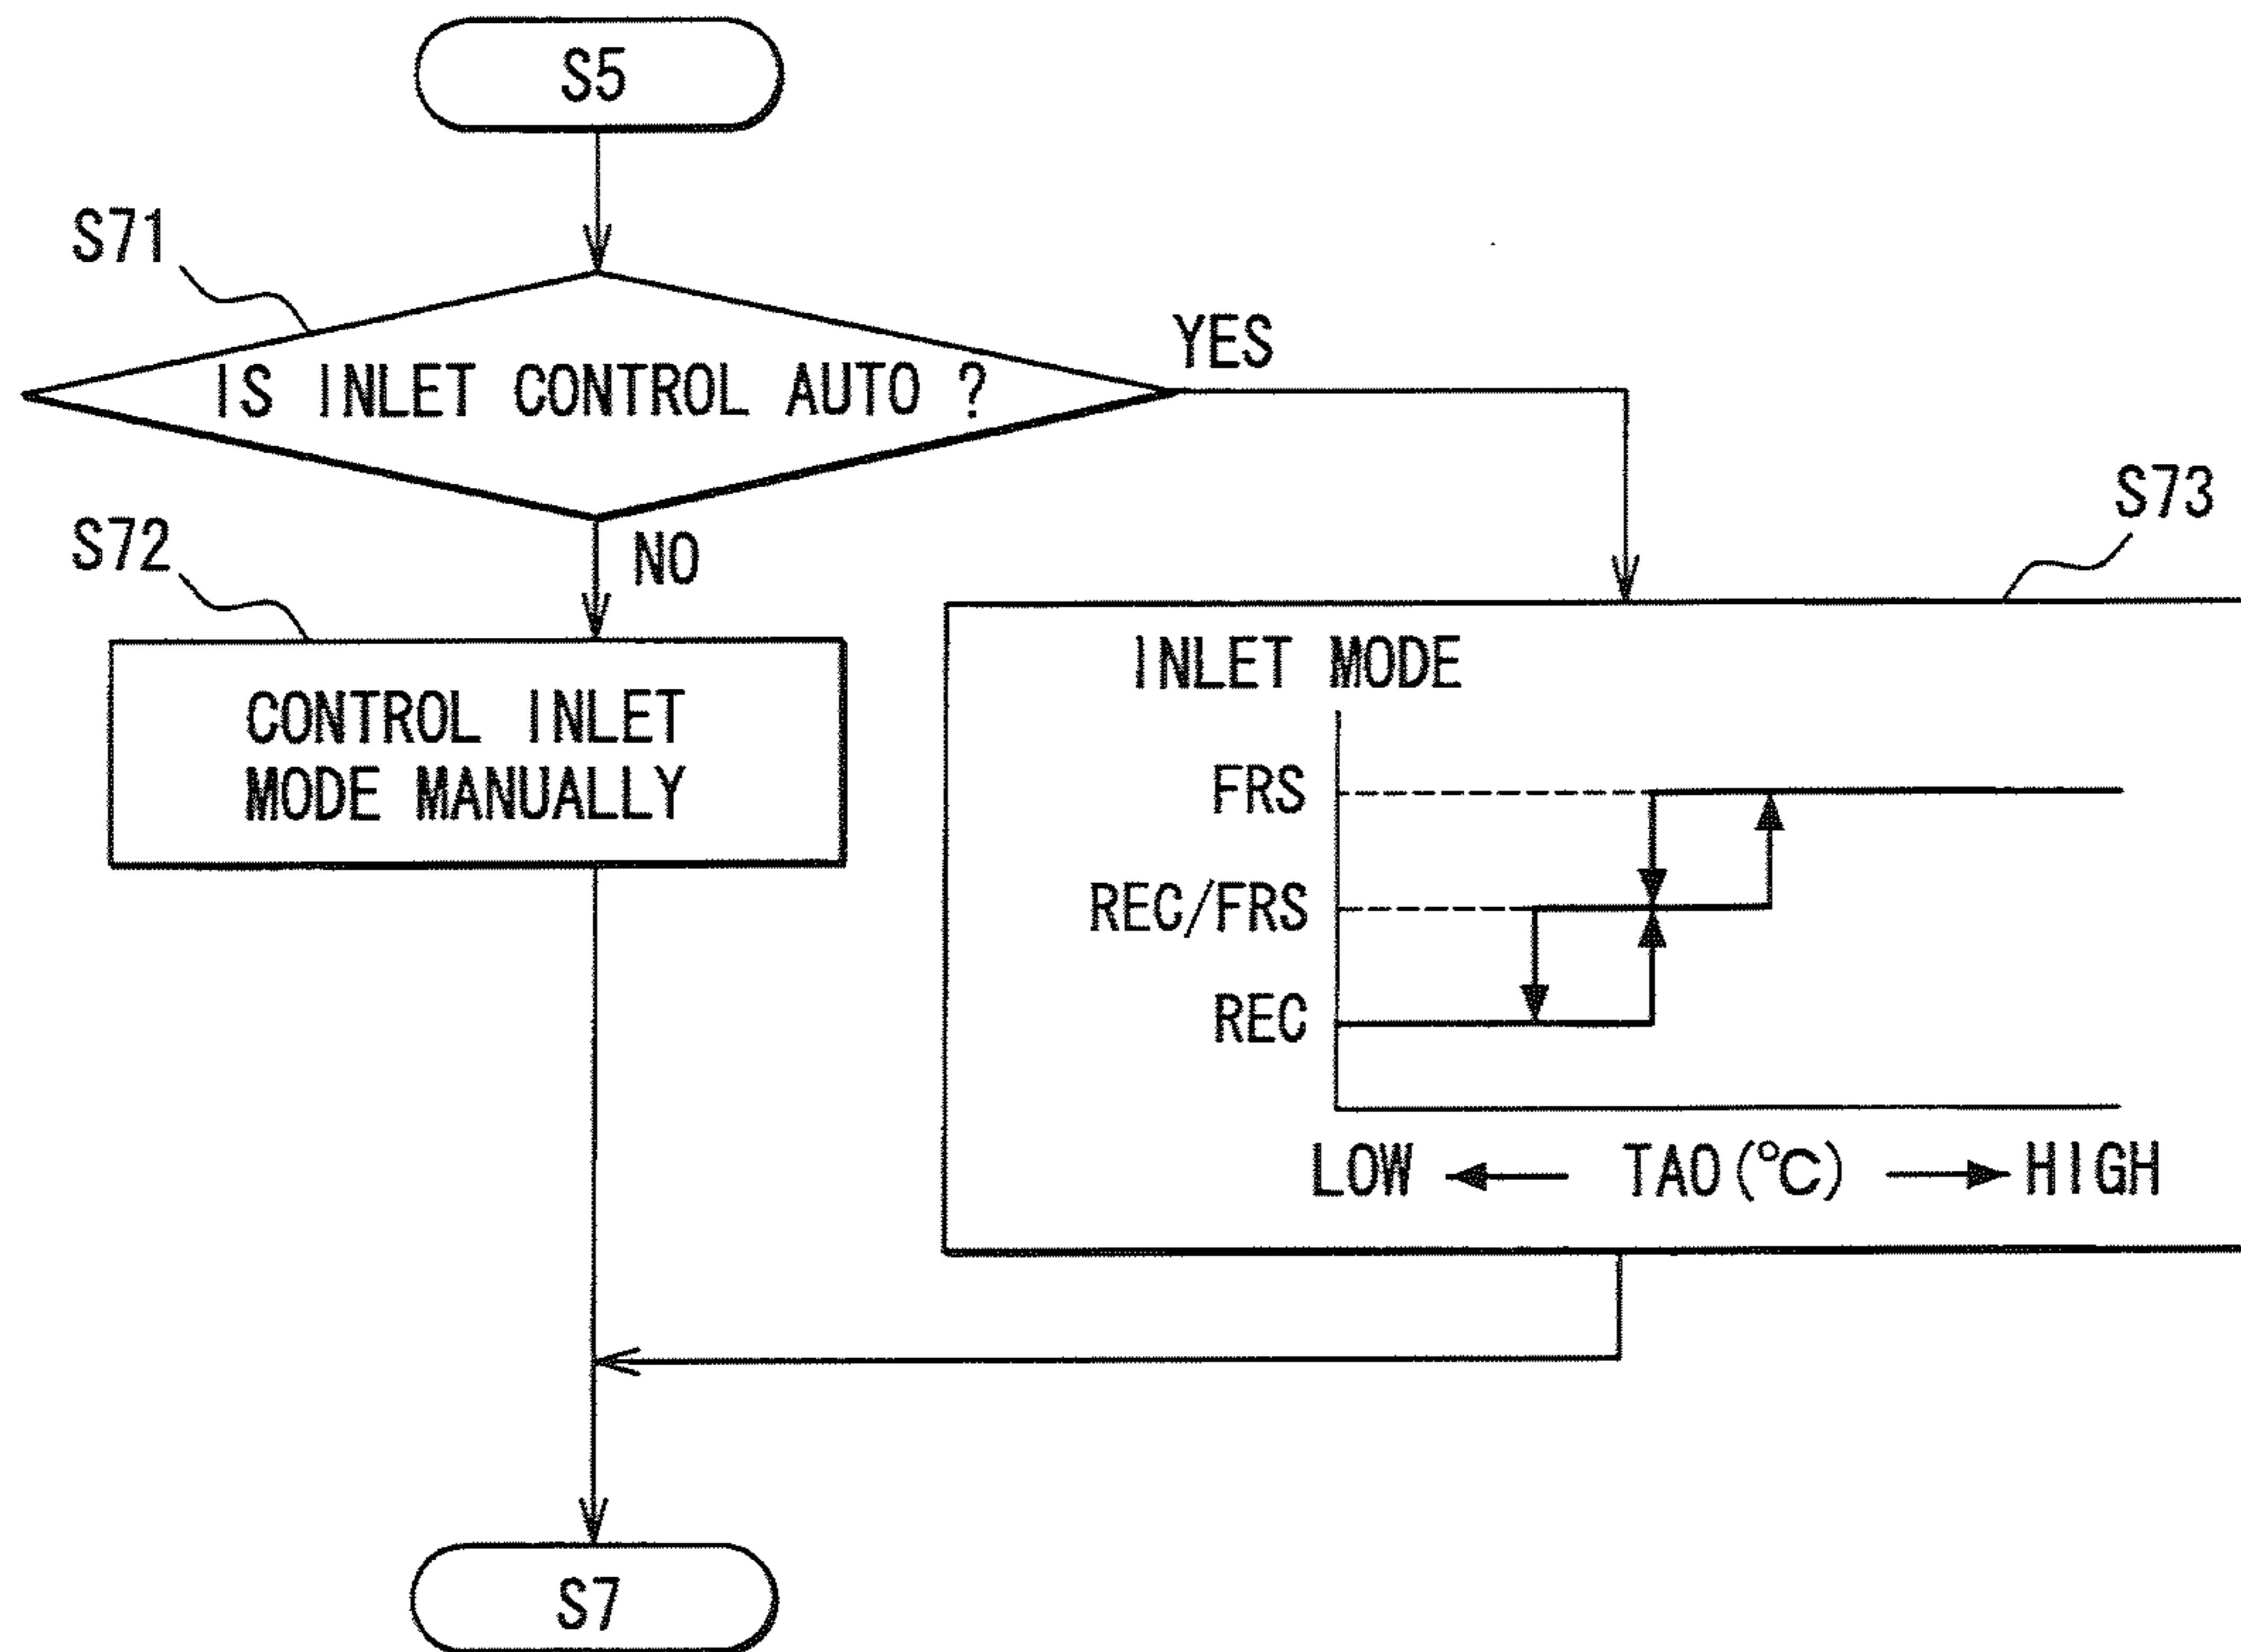 S5
S71
IS INLET CONTROL AUTO ?
YES
S72
NO
CONTROL INLET
MODE MANUALLY
S73
INLET MODE
FRS
REC/FRS
REC
LOW ← TAO(°C) → HIGH
S7